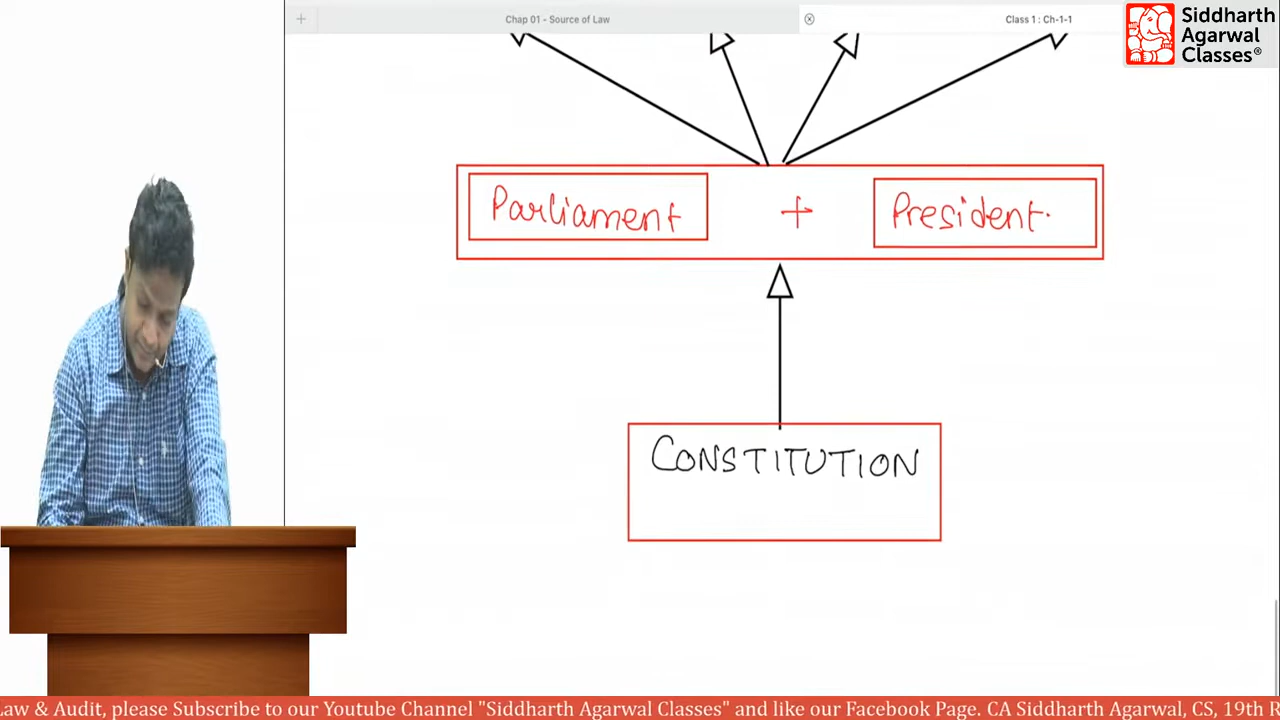 Chap 01 - Source of Law
Class 1 : Ch-1-1
Siddharth
Agarwal
Classes®
Parliament + President.
CONSTITUTION
Law & Audit, please Subscribe to our Youtube Channel "Siddharth Agarwal Classes" and like our Facebook Page. CA Siddharth Agarwal, CS, 19th